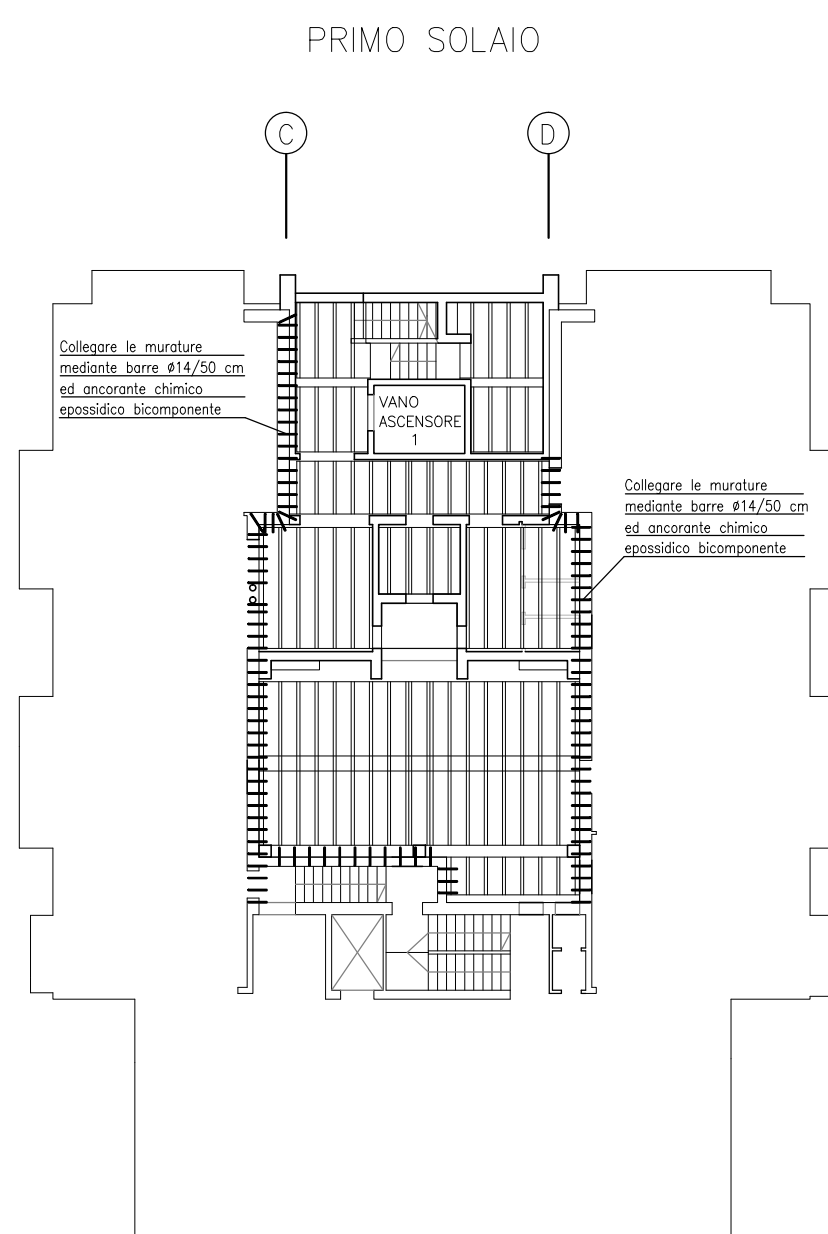 PRIMO SOLAIO
C
D
Collegare le murature
mediante barre ø14/50 cm
ed ancorante chimico
epossidico bicomponente
VANO
ASCENSORE
1
Collegare le murature
mediante barre ø14/50 cm
ed ancorante chimico
epossidico bicomponente